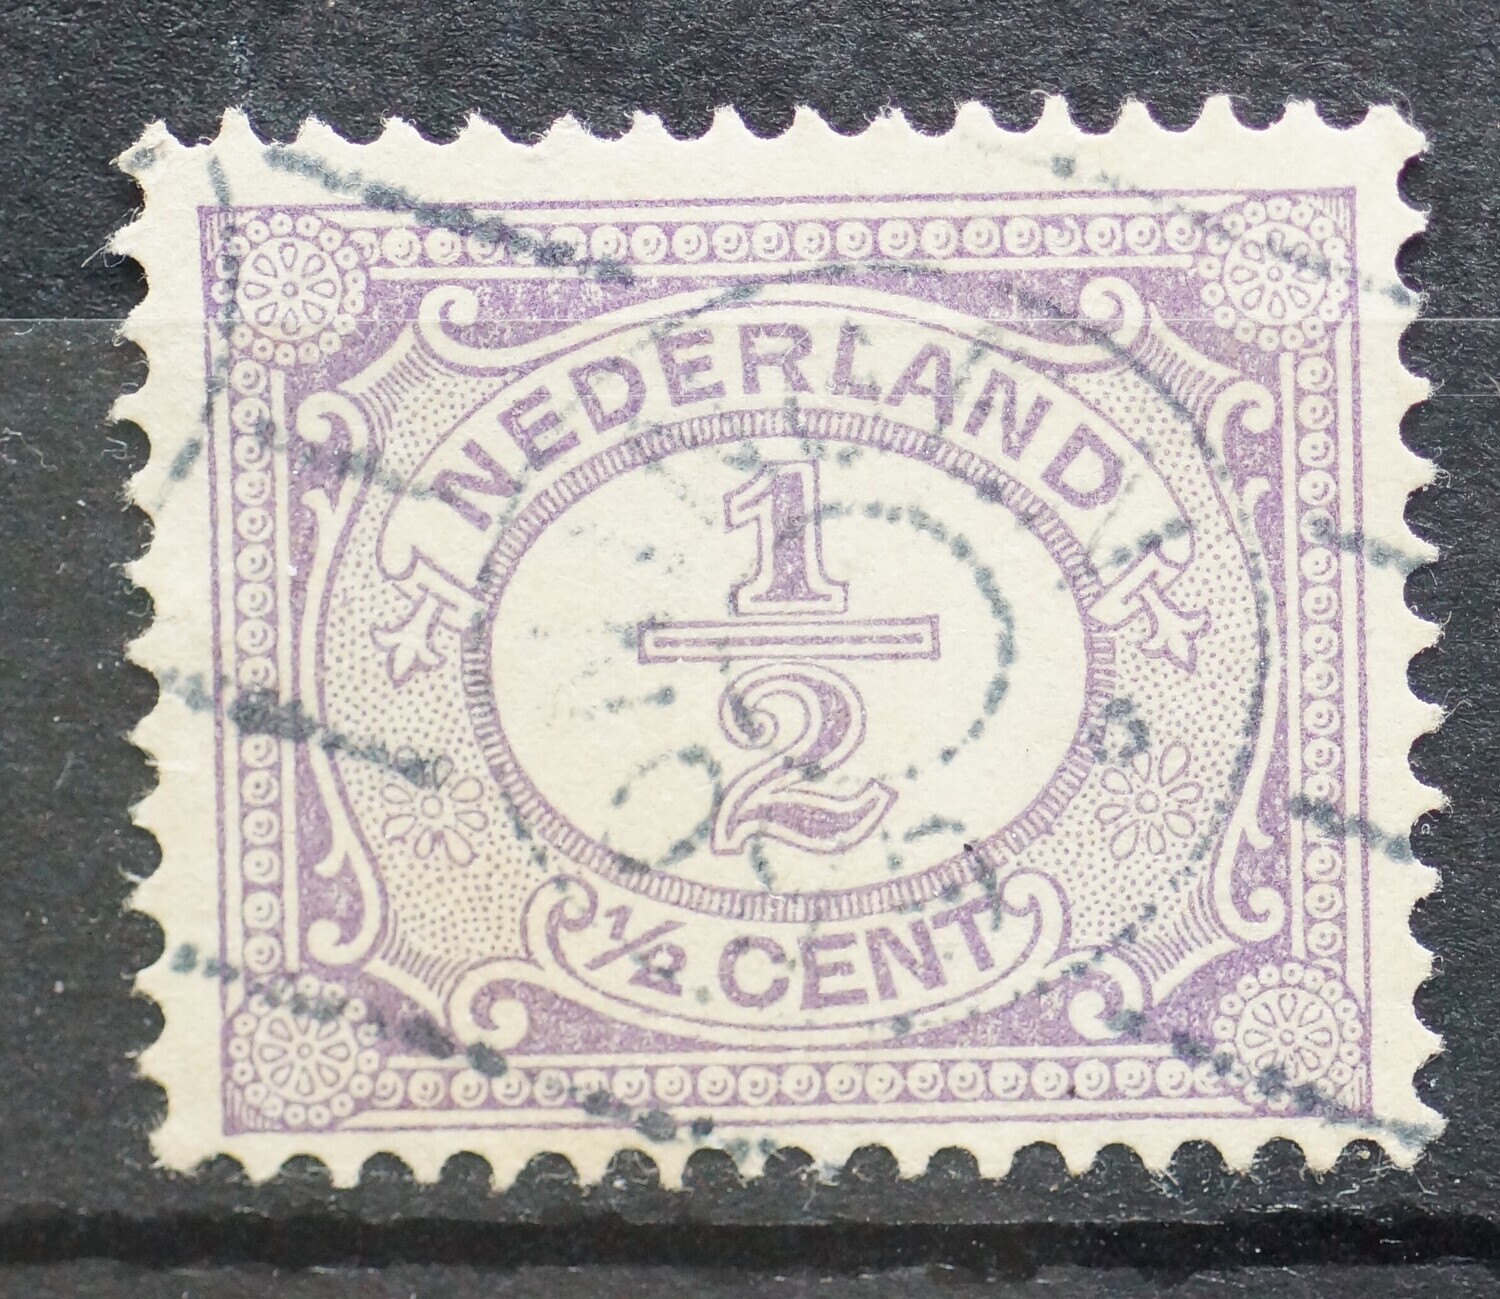 NEDERLAND
1/2
½ CENT